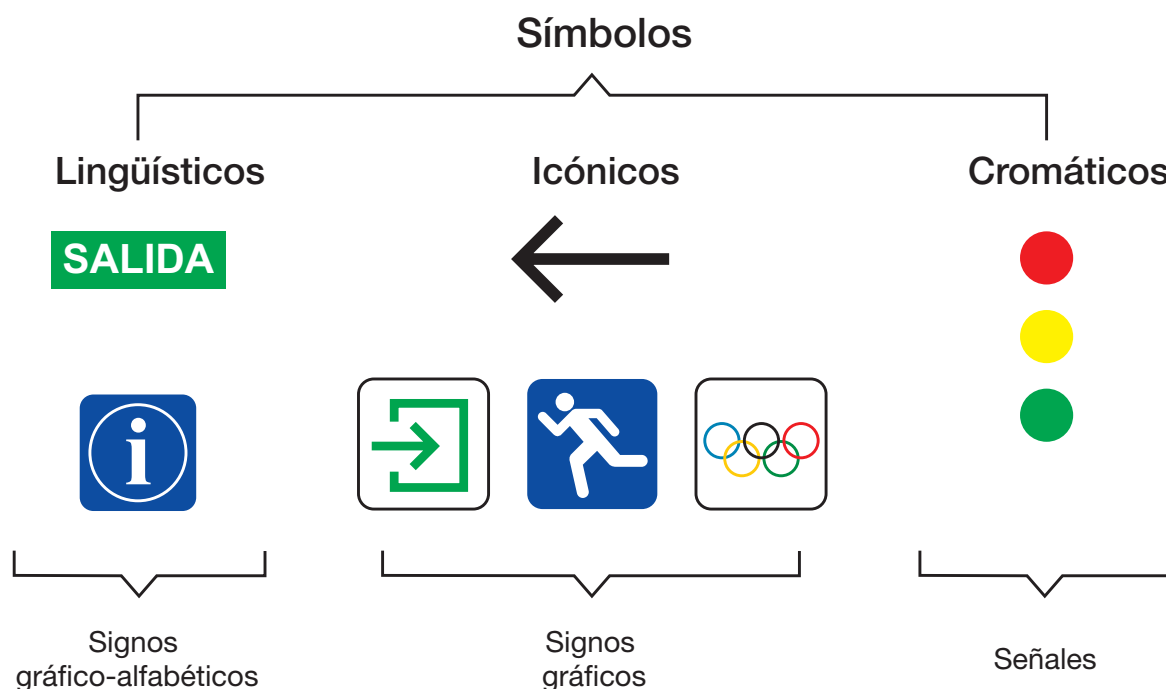 Símbolos
Lingüísticos
Icónicos
Cromáticos
SALIDA
i
Signos
gráfico-alfabéticos
Signos
gráficos
Señales